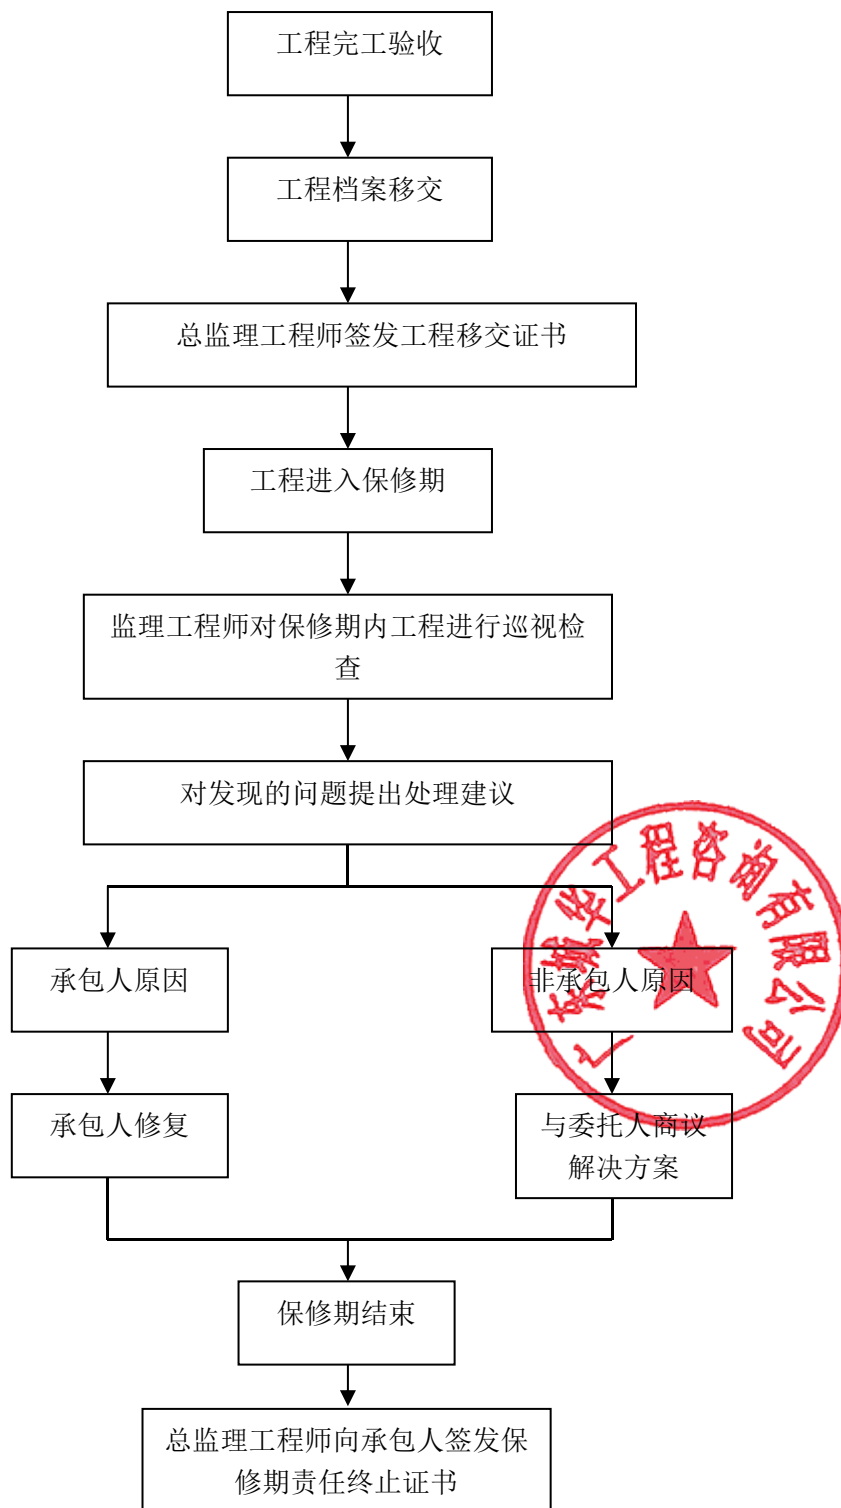 工程完工验收
工程档案移交
总监理工程师签发工程移交证书
工程进入保修期
监理工程师对保修期内工程进行巡视检
查
对发现的问题提出处理建议
承包人原因
非承包人原因
承包人修复
与委托人商议
解决方案
保修期结束
总监理工程师向承包人签发保
修期责任终止证书
广东城华工程咨询有限公司